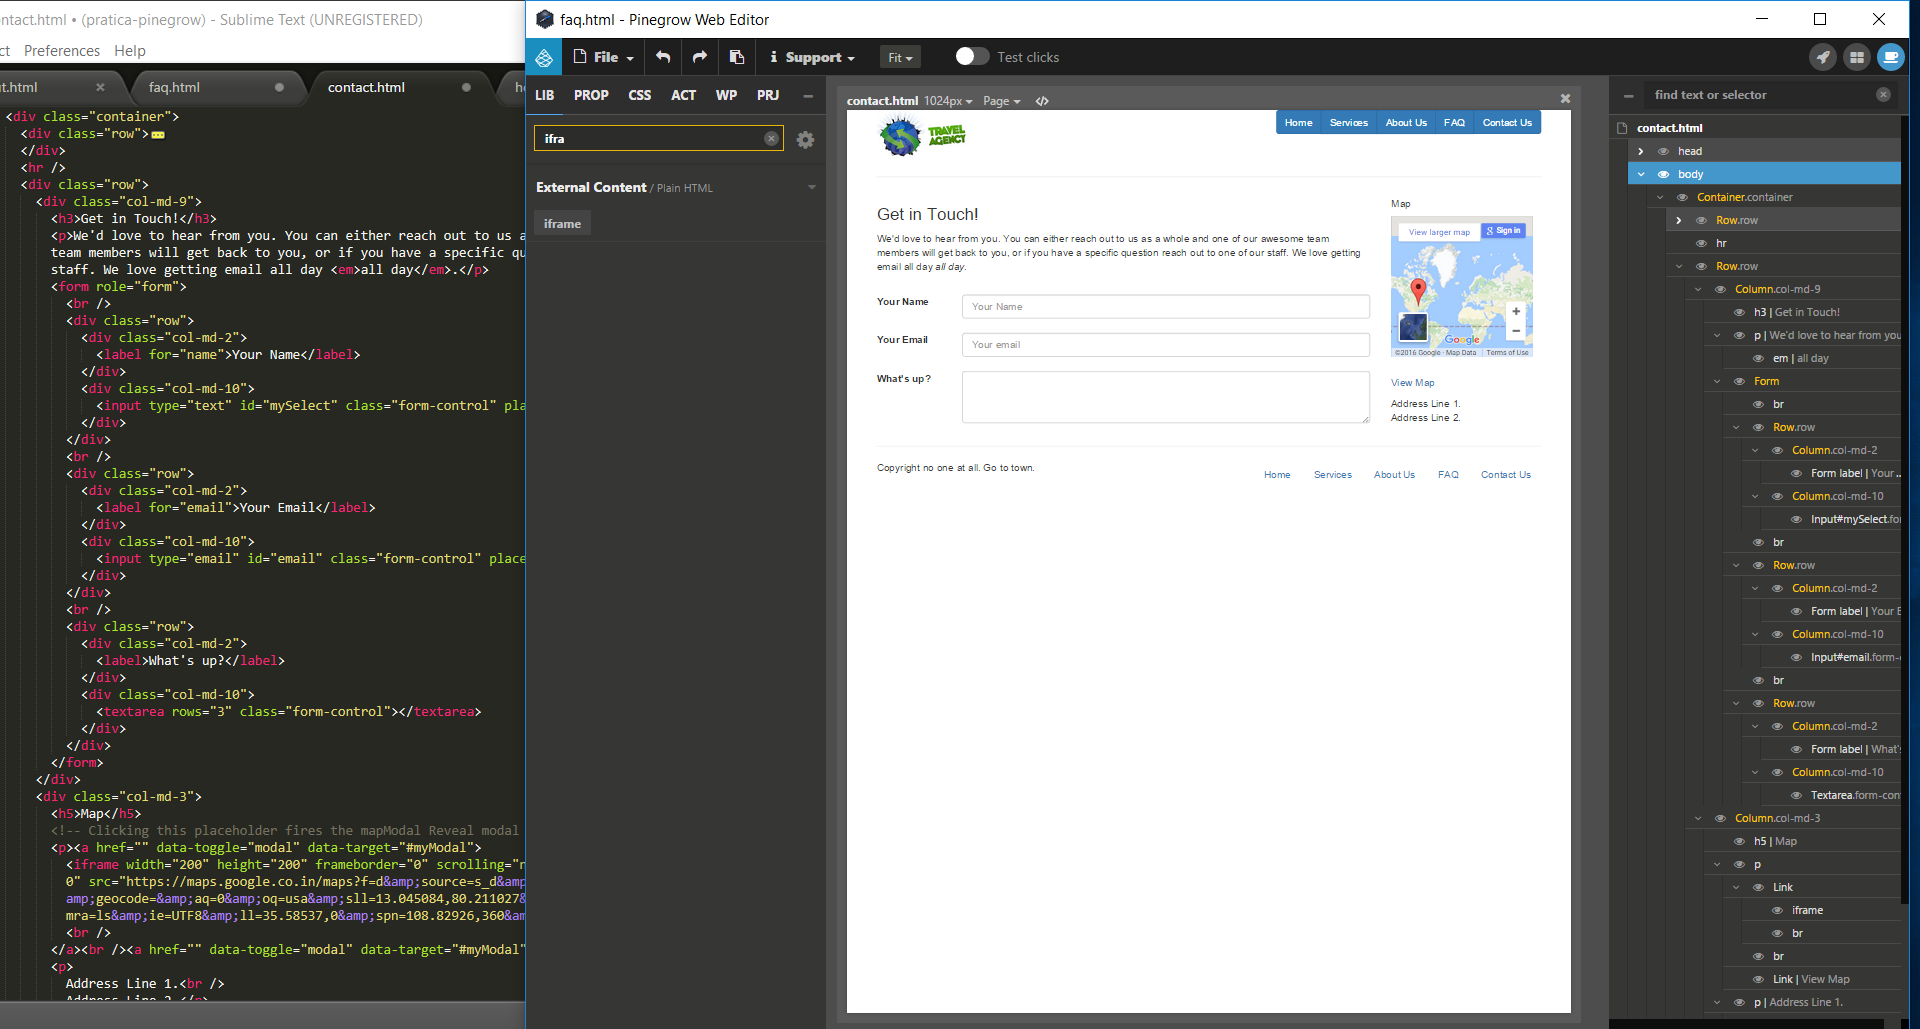 ntact.html • (pratica-pinegrow) - Sublime Text (UNREGISTERED)
ct Preferences Help
t.html
faq.html
contact.html
<div class="container">
<div class="row">
</div>
<hr />
<div class="row">
<div class="col-md-9">
<h3>Get in Touch!</h3>
<p>We'd love to hear from you. You can either reach out to us a
team members will get back to you, or if you have a specific qu
staff. We love getting email all day <em>all day</em>.</p>
<form role="form">
<br />
<div class="row">
<div class="col-md-2">
<label for="name">Your Name</label>
</div>
<div class="col-md-10">
<input type="text" id="mySelect" class="form-control" pla
</div>
</div>
<br />
<div class="row">
<div class="col-md-2">
<label for="email">Your Email</label>
</div>
<div class="col-md-10">
<input type="email" id="email" class="form-control" place
</div>
</div>
<br />
<div class="row">
<div class="col-md-2">
<label>What's up?</label>
</div>
<div class="col-md-10">
<textarea rows="3" class="form-control"></textarea>
</div>
</div>
</form>
</div>
<div class="col-md-3">
<h5>Map</h5>
<!-- Clicking this placeholder fires the mapModal Reveal modal
<p><a href="" data-toggle="modal" data-target="#myModal">
<iframe width="200" height="200" frameborder="0" scrolling="n
0" src="https://maps.google.co.in/maps?f=d&amp;source=s_d&amp
amp;geocode=&amp;aq=0&amp;oq=usa&amp;sll=13.045084,80.211027&
mra=ls&amp;ie=UTF8&amp;ll=35.58537,0&amp;spn=108.82926,360&am
<br />
</a><br /><a href="" data-toggle="modal" data-target="#myModal"
<p>
Address Line 1.<br />
Address Line 2.</p>
faq.html - Pinegrow Web Editor
File
Support
Fit
Test clicks
LIB PROP CSS ACT WP PRJ
ifra
External Content / Plain HTML
iframe
contact.html 1024px Page
TRAVEL AGENCY
Home Services About Us FAQ Contact Us
Get in Touch!
We'd love to hear from you. You can either reach out to us as a whole and one of our awesome team
members will get back to you, or if you have a specific question reach out to one of our staff. We love getting
email all day all day.
Your Name
Your Name
Your Email
Your email
What's up?
Map
View larger map
Sign in
+
−
Google
©2016 Google - Map Data Terms of Use
View Map
Address Line 1.
Address Line 2.
Copyright no one at all. Go to town.
Home Services About Us FAQ Contact Us
find text or selector
contact.html
head
body
Container.container
Row.row
hr
Row.row
Column.col-md-9
h3 | Get in Touch!
p | We'd love to hear from you
em | all day
Form
br
Row.row
Column.col-md-2
Form label | Your ..
Column.col-md-10
Input#mySelect.fo
br
Row.row
Column.col-md-2
Form label | Your E
Column.col-md-10
Input#email.form-
br
Row.row
Column.col-md-2
Form label | What'
Column.col-md-10
Textarea.form-con
Column.col-md-3
h5 | Map
p
Link
iframe
br
br
Link | View Map
p | Address Line 1.